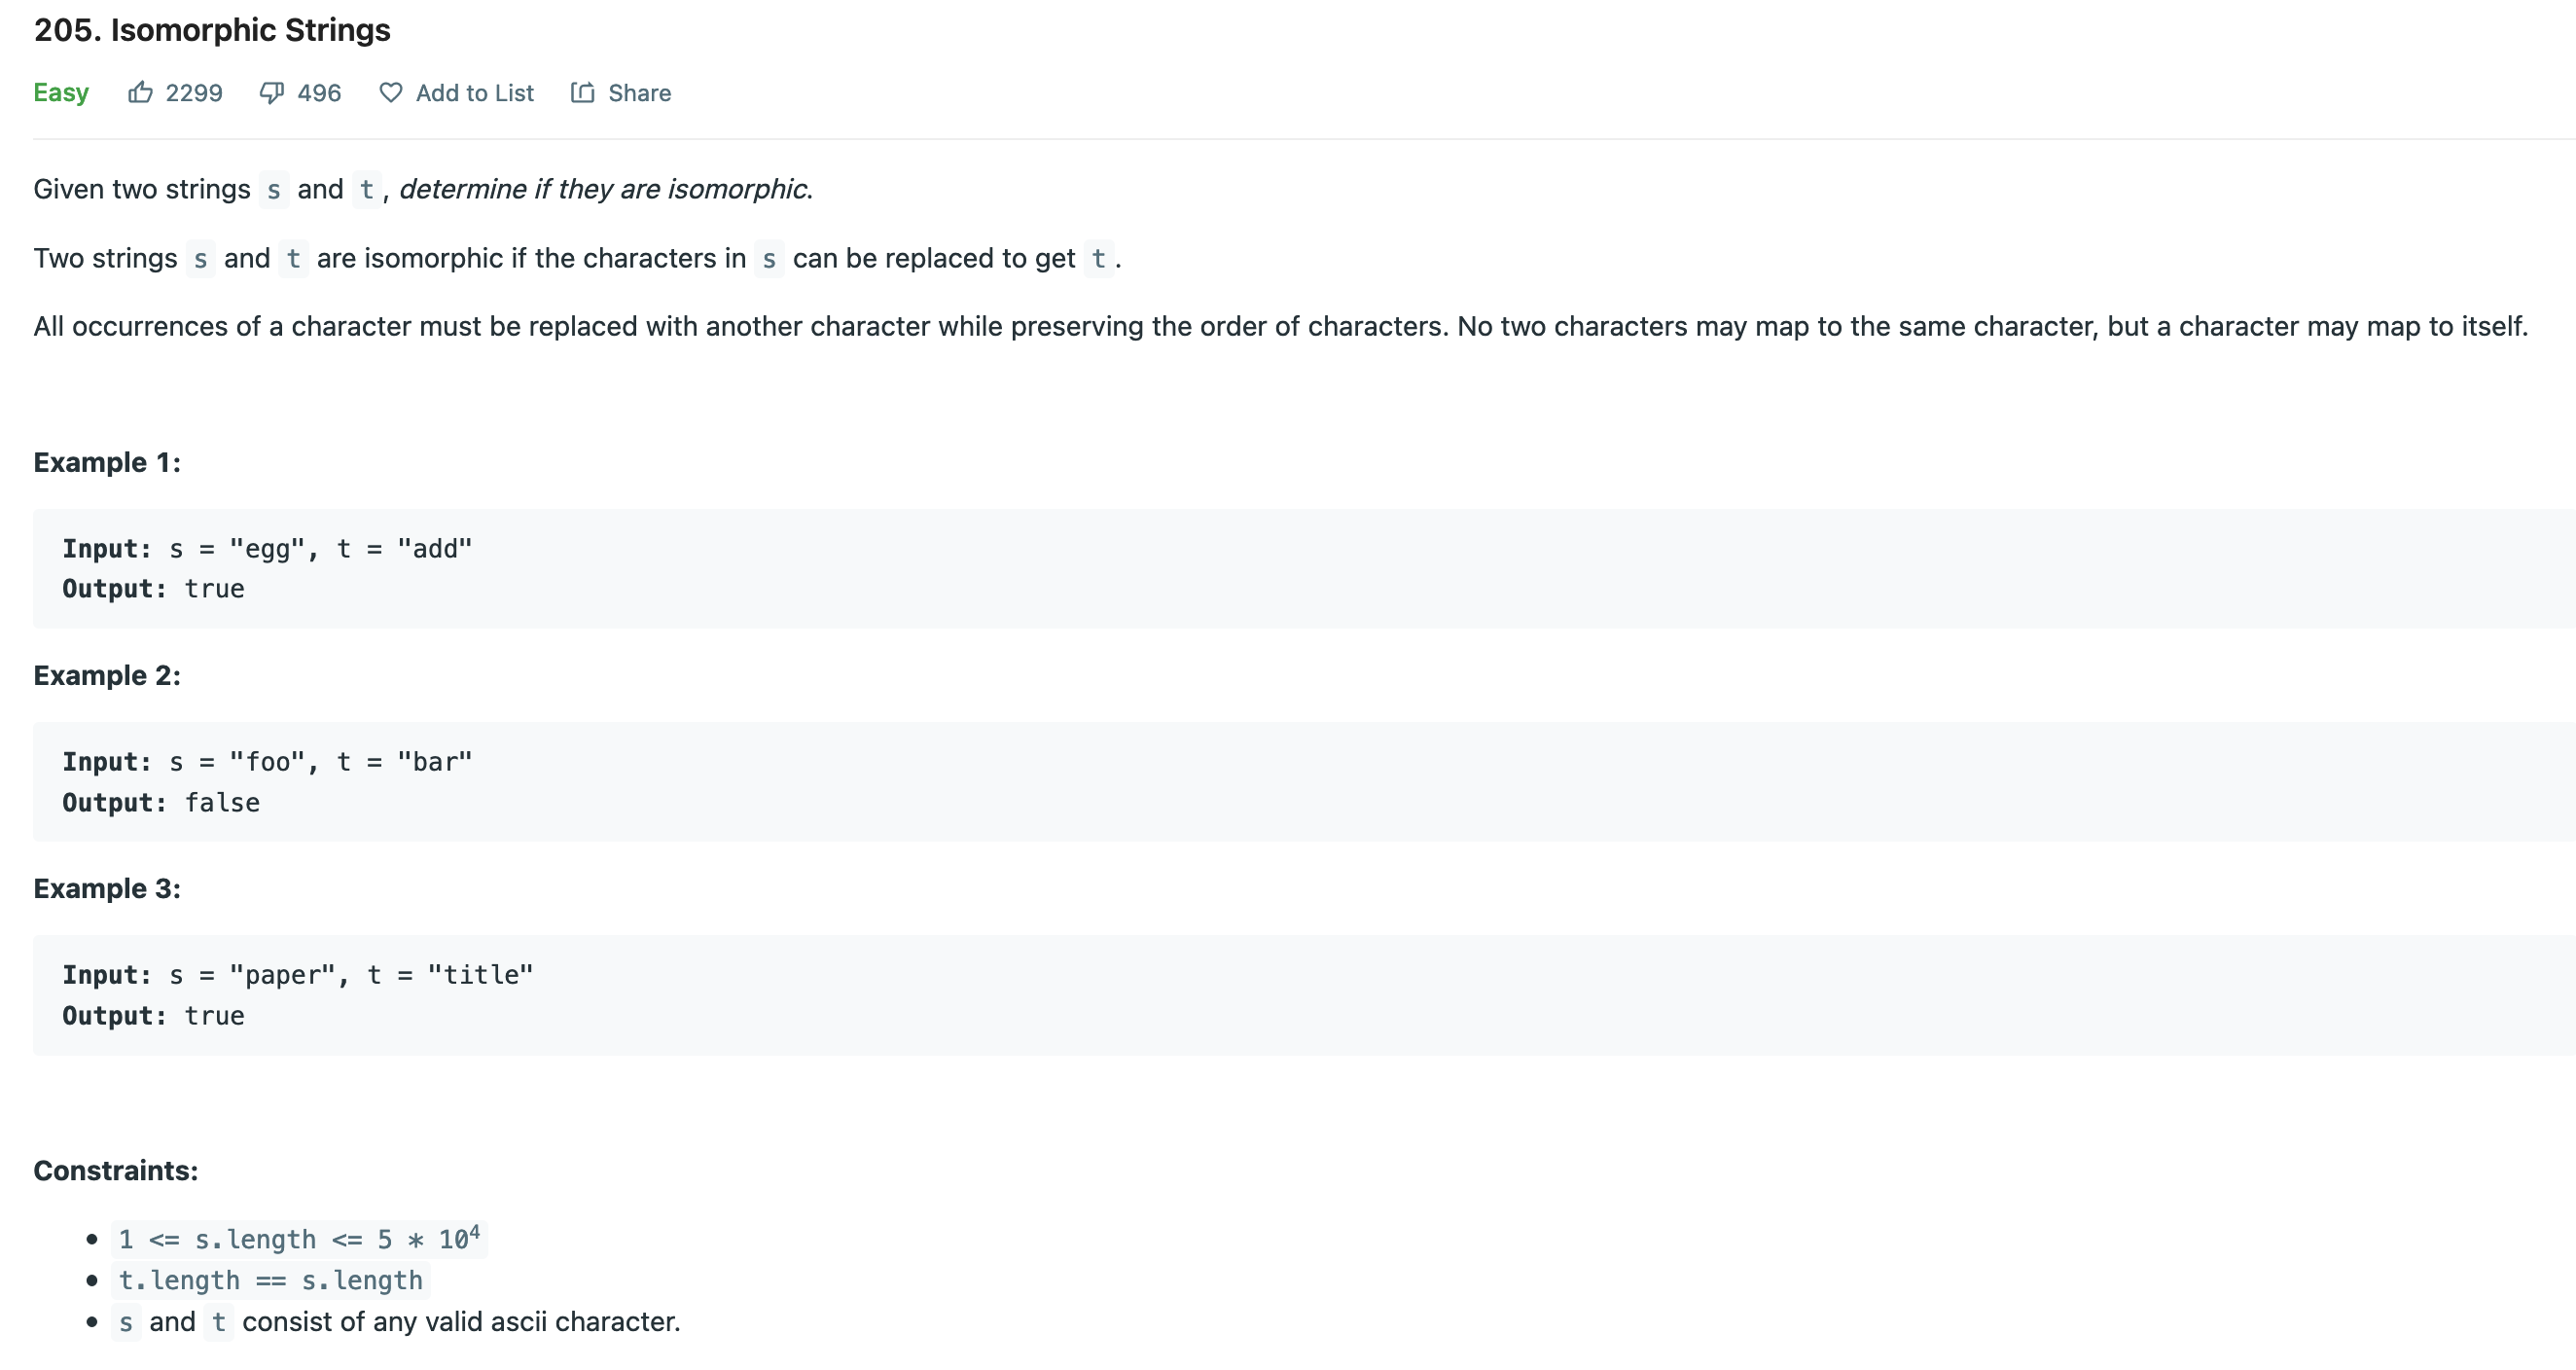 205. Isomorphic Strings
Easy 2299 496 Add to List Share
Given two strings s and t, determine if they are isomorphic.
Two strings s and t are isomorphic if the characters in s can be replaced to get t.
All occurrences of a character must be replaced with another character while preserving the order of characters. No two characters may map to the same character, but a character may map to itself.
Example 1:
Input: s = "egg", t = "add"
Output: true
Example 2:
Input: s = "foo", t = "bar"
Output: false
Example 3:
Input: s = "paper", t = "title"
Output: true
Constraints:
• 1 <= s.length <= 5 * 10⁴
• t.length == s.length
• s and t consist of any valid ascii character.